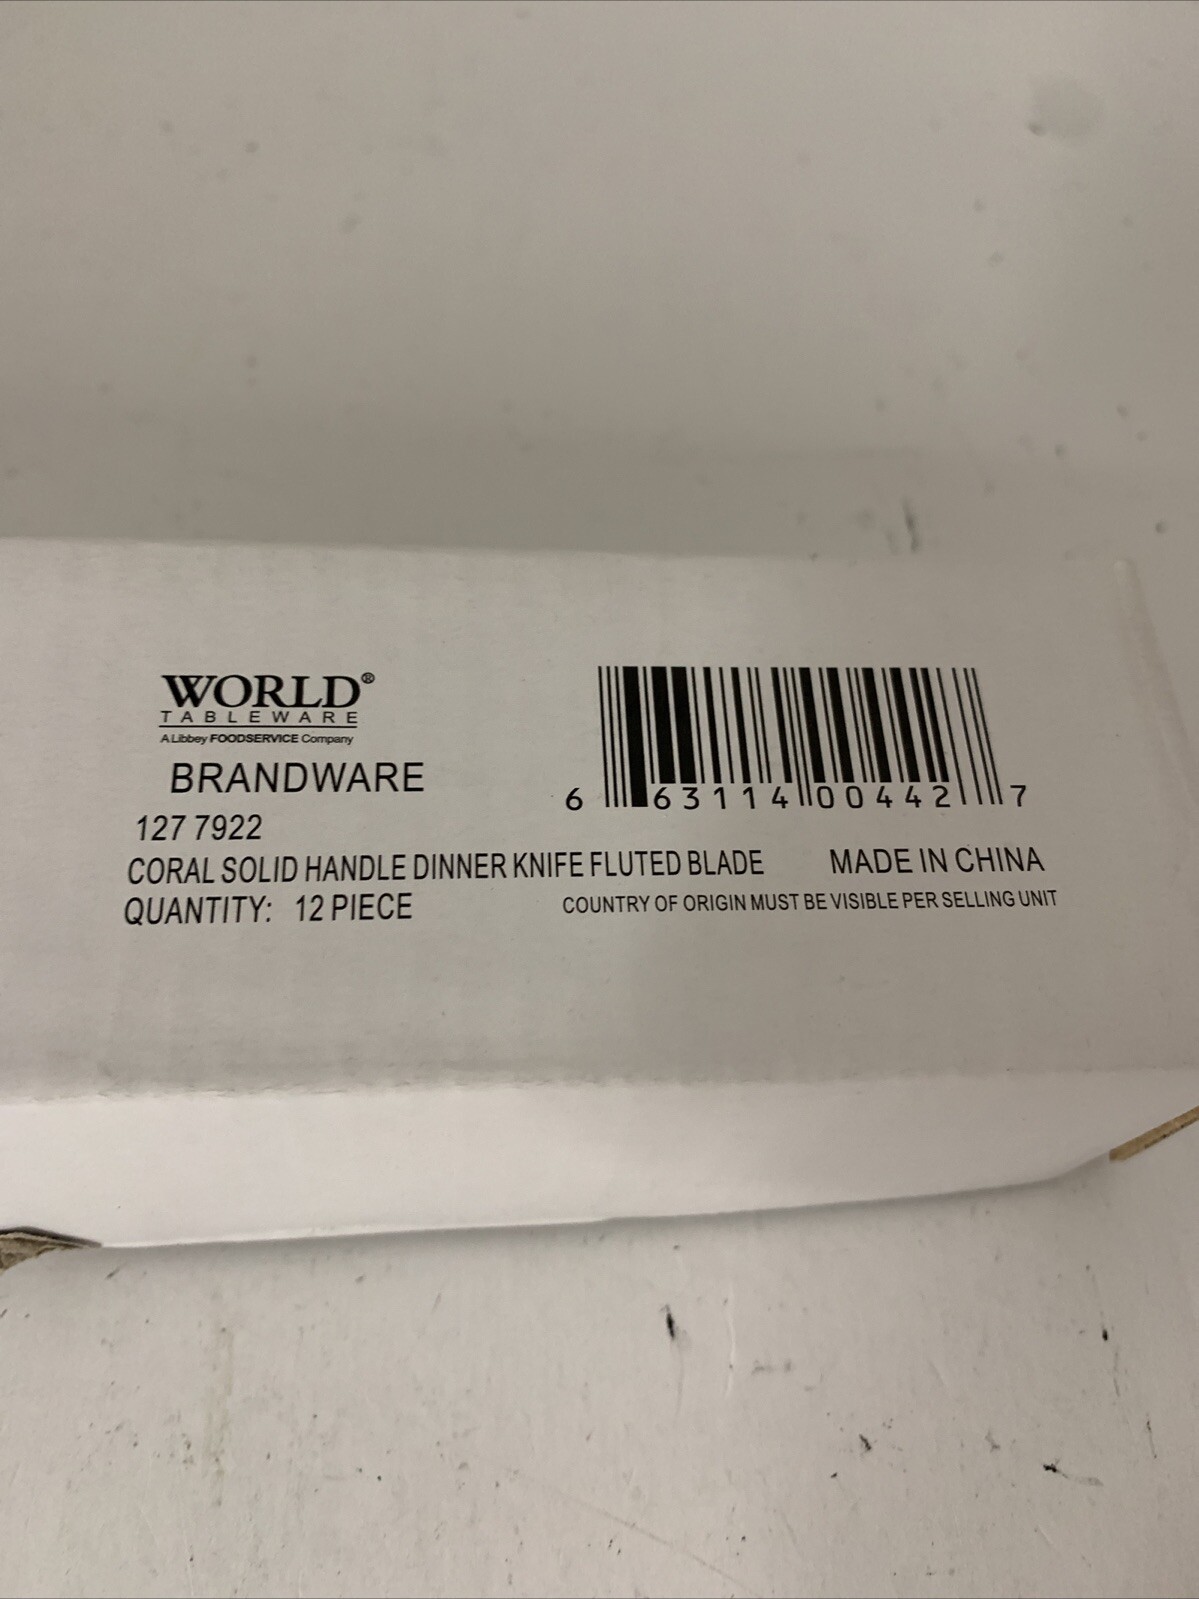 WORLD®
TABLEWARE
A Libbey FOODSERVICE Company
BRANDWARE
127 7922
CORAL SOLID HANDLE DINNER KNIFE FLUTED BLADE
QUANTITY: 12 PIECE
6 63114 00442 7
MADE IN CHINA
COUNTRY OF ORIGIN MUST BE VISIBLE PER SELLING UNIT